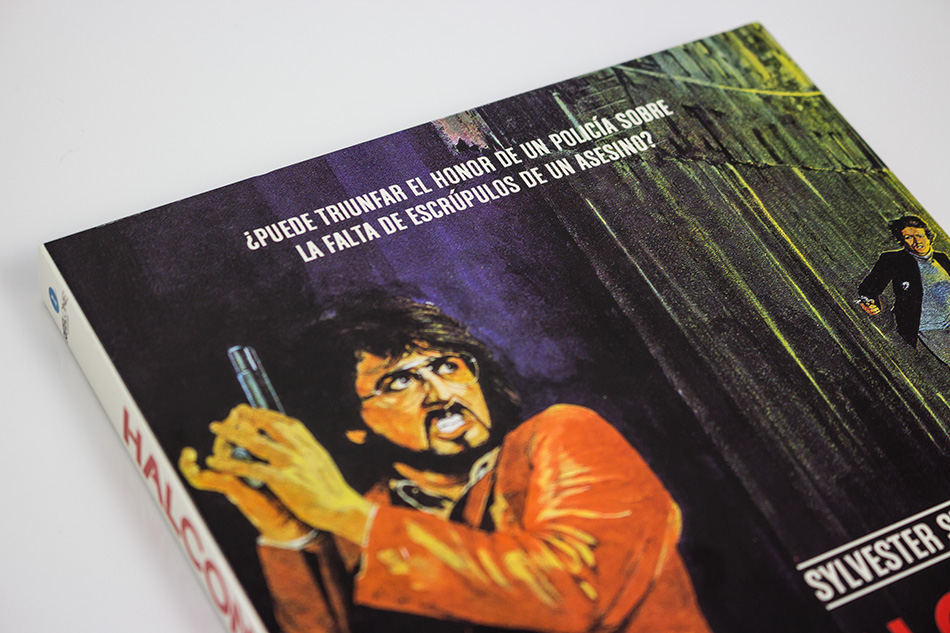 ¿PUEDE TRIUNFAR EL HONOR DE UN POLICÍA SOBRE
LA FALTA DE ESCRÚPULOS DE UN ASESINO?
SYLVESTER
HALCON